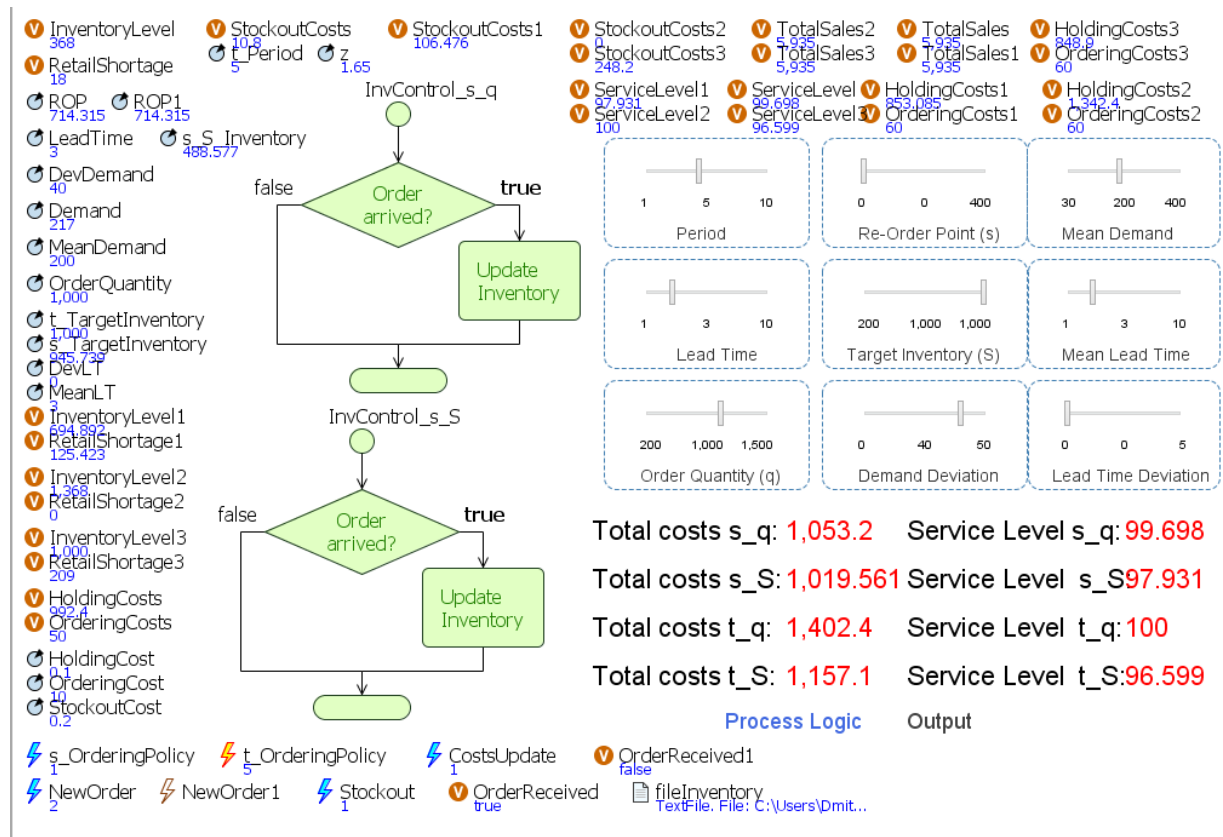 InventoryLevel StockoutCosts StockoutCosts1 StockoutCosts2 TotalSales2 TotalSales HoldingCosts3
368 10.8 106.476 0 5,935 5,935 848.9
t_Period z StockoutCosts3 TotalSales3 TotalSales1 OrderingCosts3
5 1.65 248.2 5,935 5,935 60
RetailShortage
18
InvControl_s_q ServiceLevel1 ServiceLevel HoldingCosts1 HoldingCosts2
97.931 99.698 853.085 1,342.4
ROP ROP1
714.315 714.315
ServiceLevel2 ServiceLevel3 OrderingCosts1 OrderingCosts2
100 96.599 60 60
LeadTime s_S_Inventory
3 488.577
DevDemand
40
Demand
217
MeanDemand
200
OrderQuantity
1,000
t_TargetInventory
1,000
s_TargetInventory
945.739
DevLT
0
MeanLT
3
false
Order
arrived?
true
Update
Inventory
1 5 10
Period
0 0 400
Re-Order Point (s)
30 200 400
Mean Demand
1 3 10
Lead Time
200 1,000 1,000
Target Inventory (S)
1 3 10
Mean Lead Time
200 1,000 1,500
Order Quantity (q)
0 40 50
Demand Deviation
0 0 5
Lead Time Deviation
InventoryLevel1
694.892
RetailShortage1
125.423
InventoryLevel2
1,368
RetailShortage2
0
InventoryLevel3
1,000
RetailShortage3
209
HoldingCosts
992.4
OrderingCosts
50
HoldingCost
0.1
OrderingCost
10
StockoutCost
0.2
InvControl_s_S
false
Order
arrived?
true
Update
Inventory
Total costs s_q: 1,053.2 Service Level s_q: 99.698
Total costs s_S: 1,019.561 Service Level s_S 97.931
Total costs t_q: 1,402.4 Service Level t_q: 100
Total costs t_S: 1,157.1 Service Level t_S: 96.599
Process Logic Output
s_OrderingPolicy t_OrderingPolicy CostsUpdate OrderReceived1
1 5 1 false
NewOrder NewOrder1 Stockout OrderReceived fileInventory
2 1 true TextFile. File: C:\Users\Dmit...